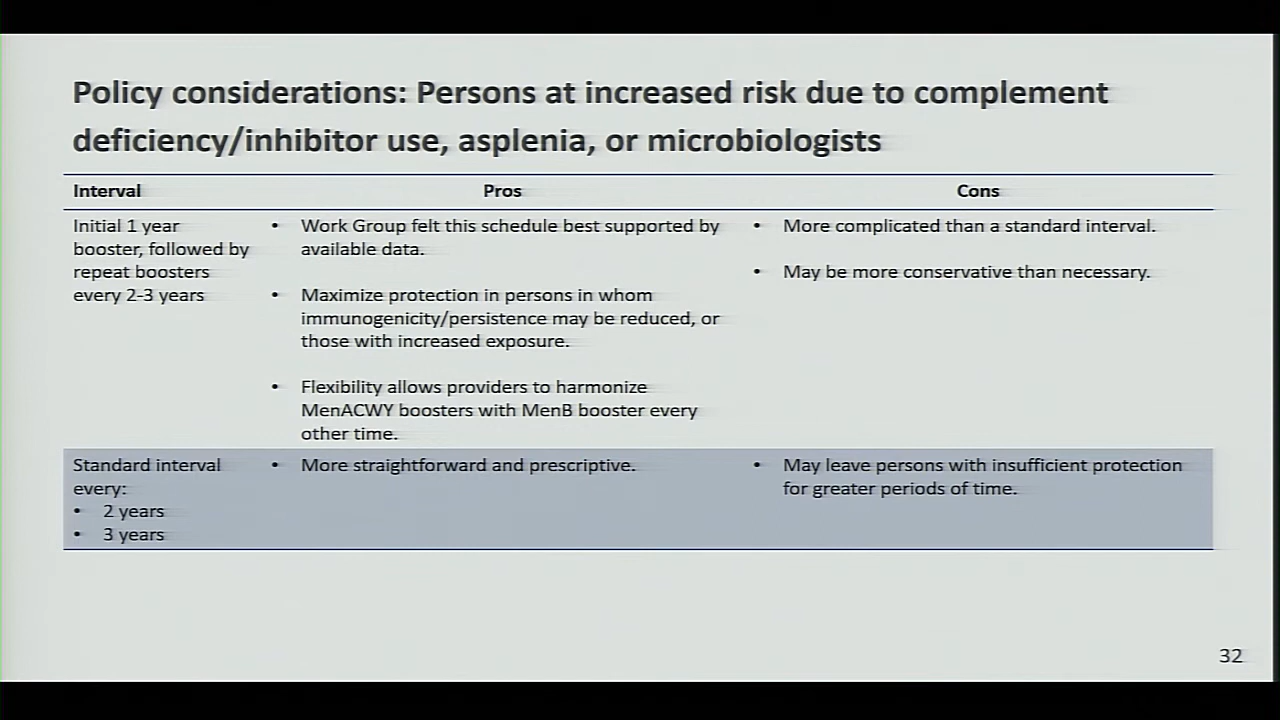 Policy considerations: Persons at increased risk due to complement
deficiency/inhibitor use, asplenia, or microbiologists
Interval
Pros
Cons
Initial 1 year
booster, followed by
repeat boosters
every 2-3 years
• Work Group felt this schedule best supported by
available data.
• Maximize protection in persons in whom
immunogenicity/persistence may be reduced, or
those with increased exposure.
• Flexibility allows providers to harmonize
MenACWY boosters with MenB booster every
other time.
• More complicated than a standard interval.
• May be more conservative than necessary.
Standard interval
every:
• 2 years
• 3 years
• More straightforward and prescriptive.
• May leave persons with insufficient protection
for greater periods of time.
32